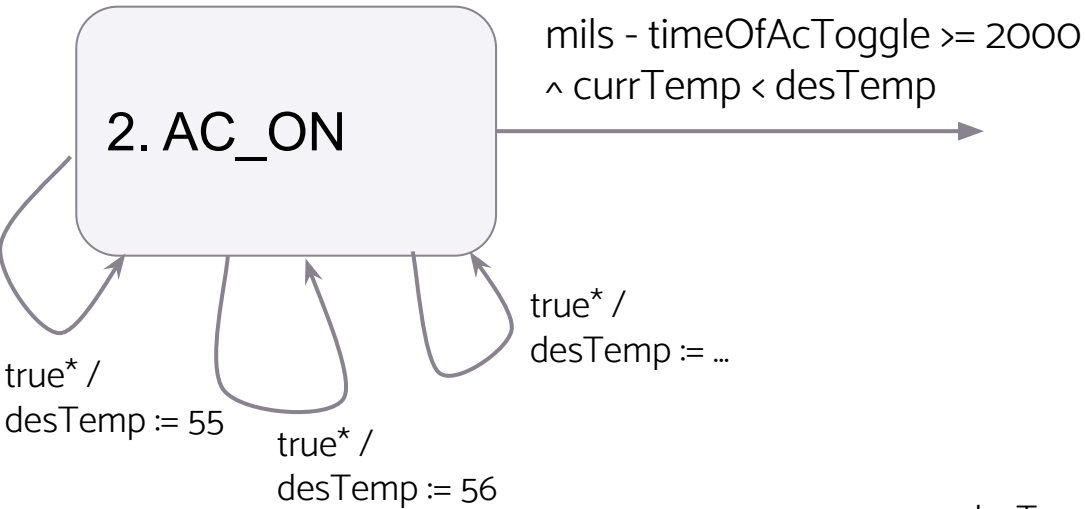 mils - timeOfAcToggle >= 2000
^ currTemp < desTemp
2. AC_ON
true* /
desTemp := ...
true* /
desTemp := 55
true* /
desTemp := 56